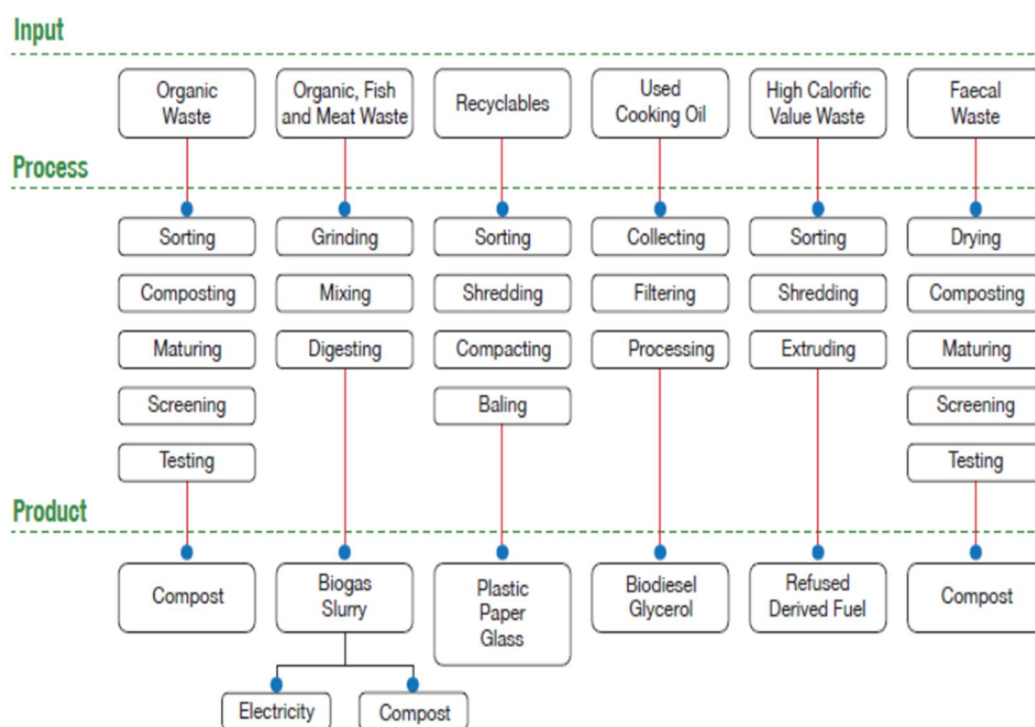 Input
Organic
Waste
Organic, Fish
and Meat Waste
Recyclables
Used
Cooking Oil
High Calorific
Value Waste
Faecal
Waste
Process
Sorting
Composting
Maturing
Screening
Testing
Grinding
Mixing
Digesting
Sorting
Shredding
Compacting
Baling
Collecting
Filtering
Processing
Sorting
Shredding
Extruding
Drying
Composting
Maturing
Screening
Testing
Product
Compost
Biogas
Slurry
Plastic
Paper
Glass
Biodiesel
Glycerol
Refused
Derived Fuel
Compost
Electricity
Compost